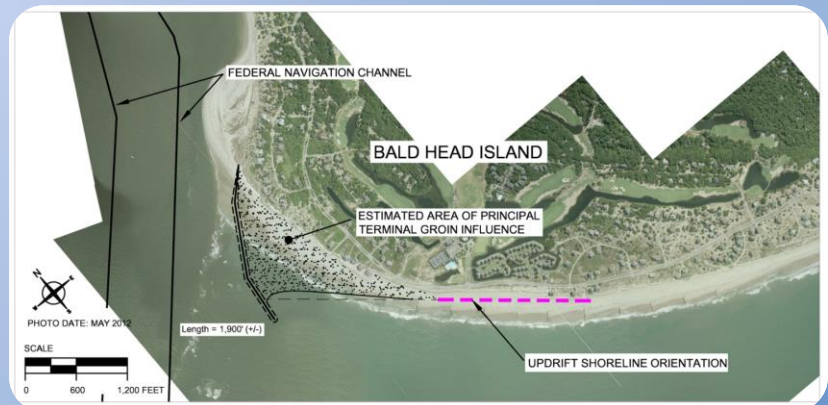 FEDERAL NAVIGATION CHANNEL
BALD HEAD ISLAND
ESTIMATED AREA OF PRINCIPAL
TERMINAL GROIN INFLUENCE
N
PHOTO DATE: MAY 2012
Length = 1,900' (+/-)
SCALE
0 600 1,200 FEET
UPDRIFT SHORELINE ORIENTATION